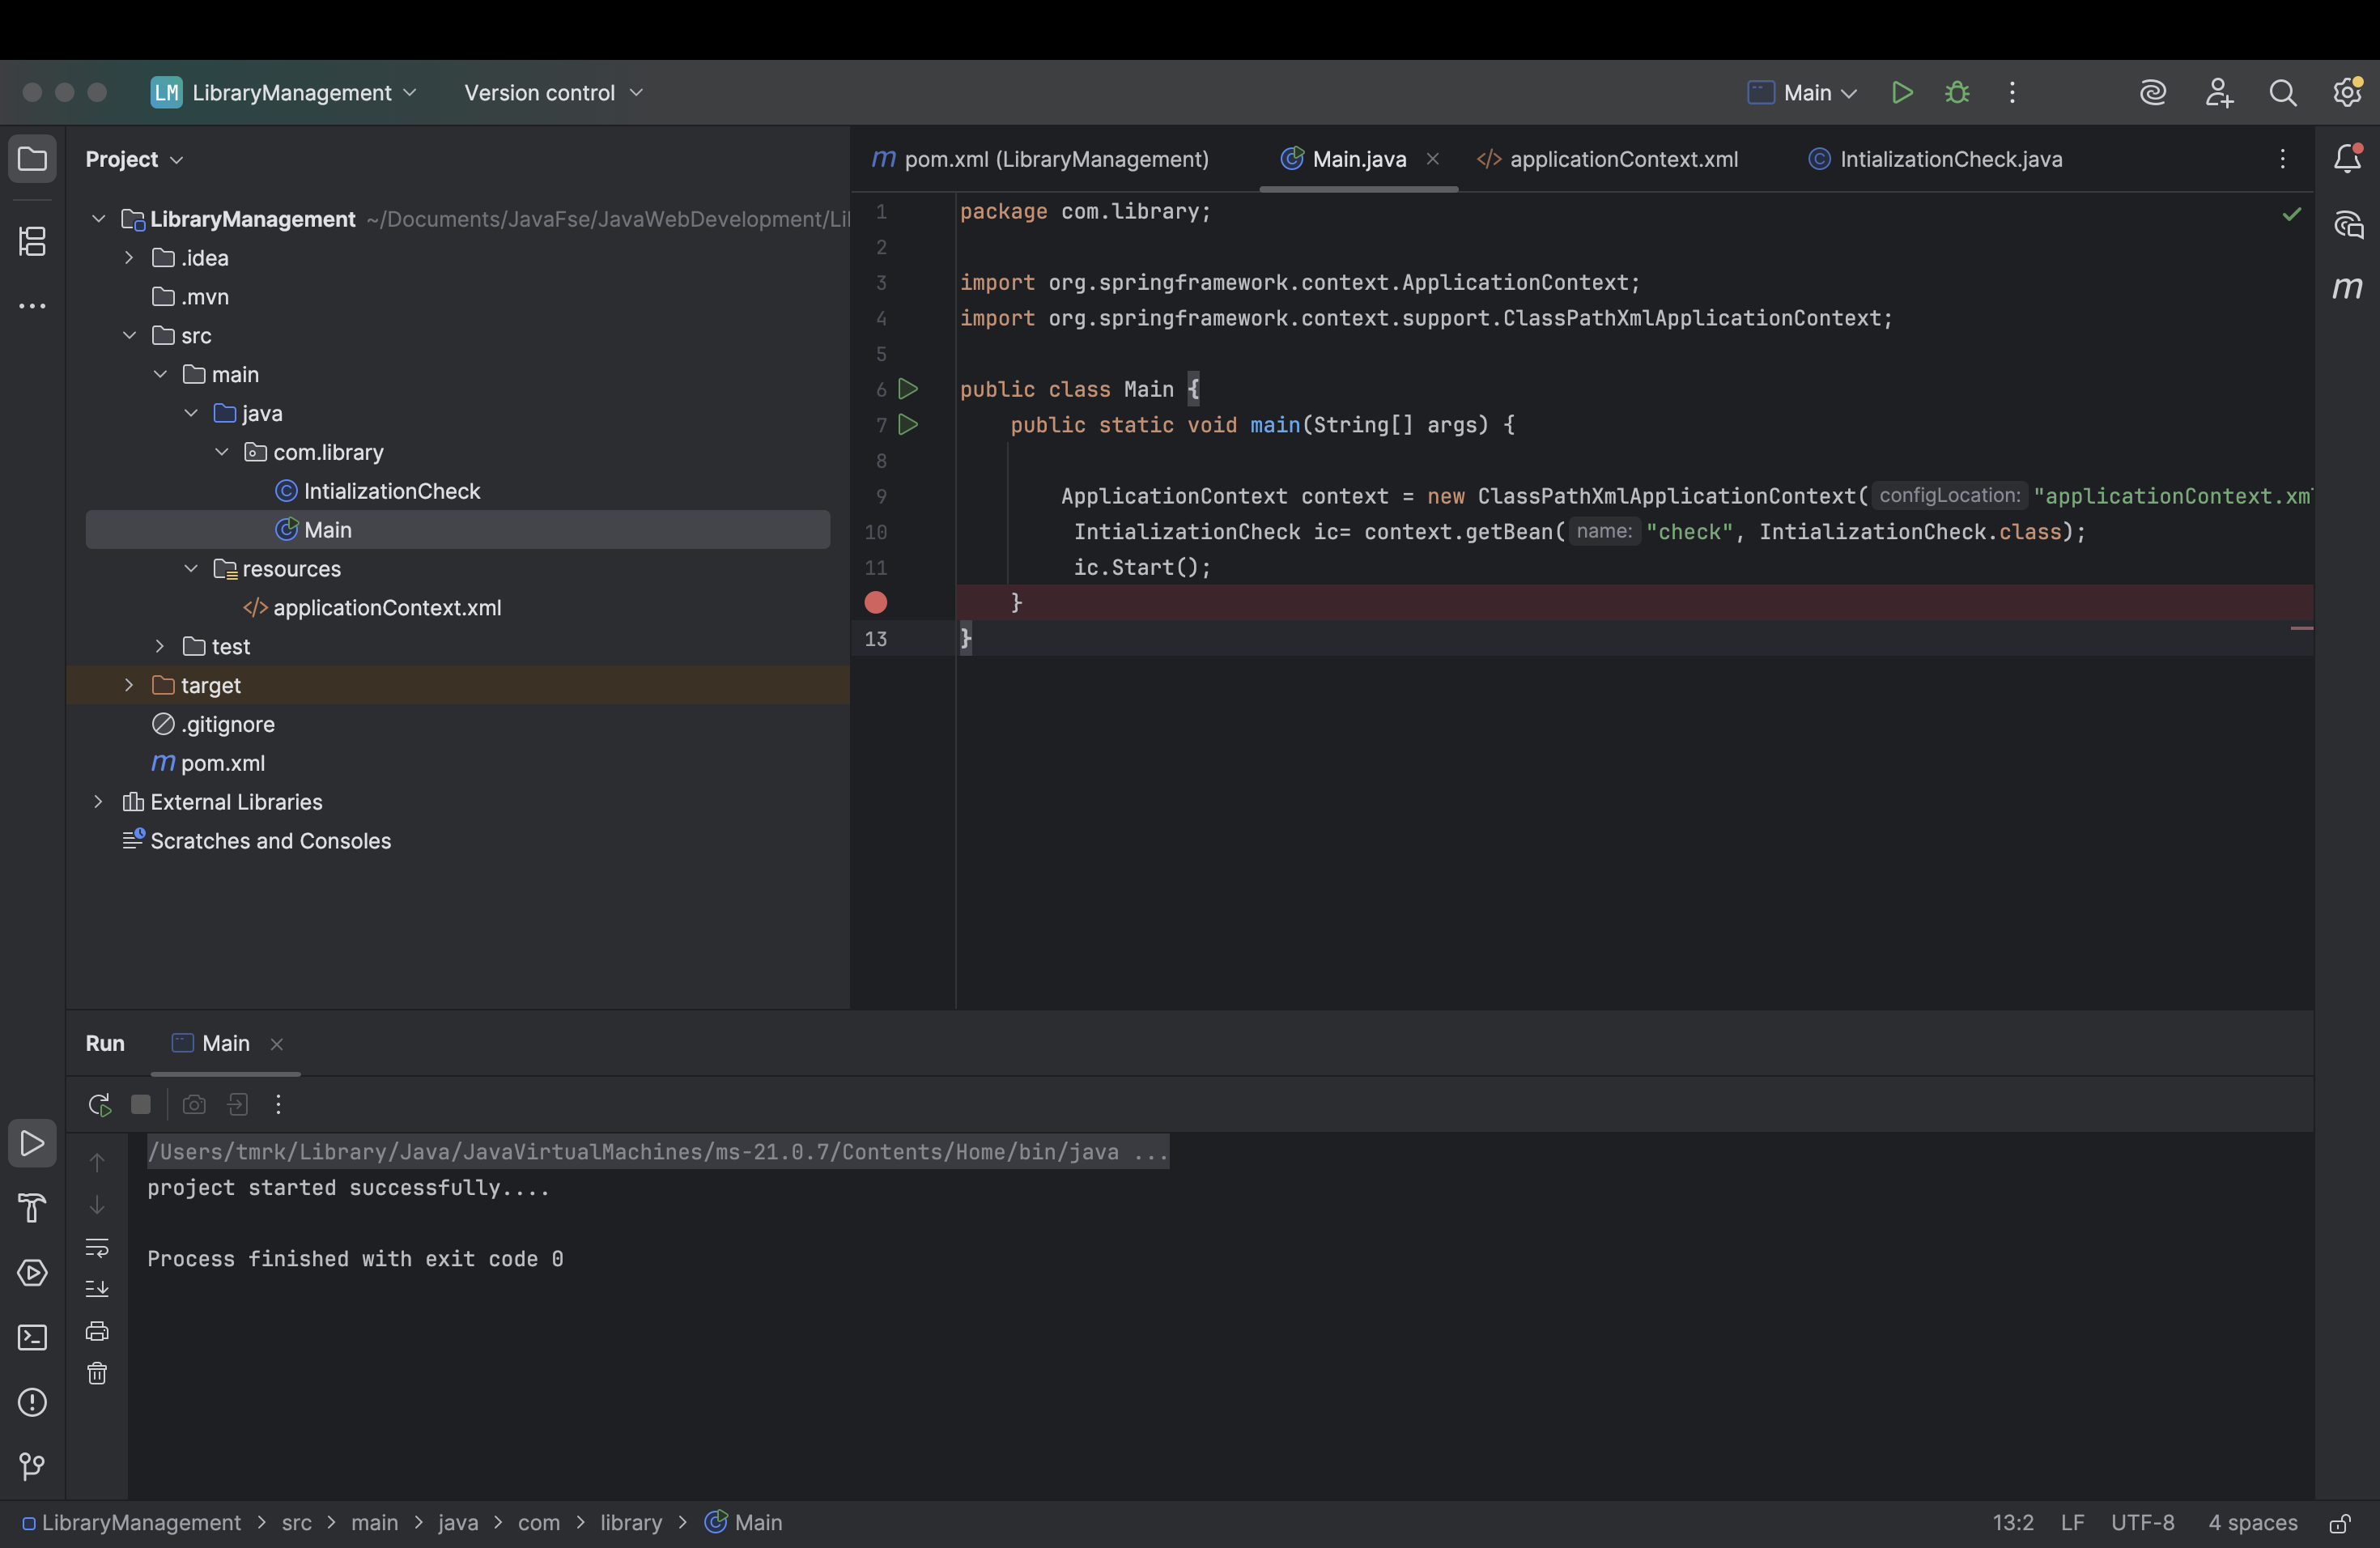 LM LibraryManagement Version control Main
Project
LibraryManagement ~/Documents/JavaFse/JavaWebDevelopment/Li
.idea
.mvn
src
main
java
com.library
IntializationCheck
Main
resources
applicationContext.xml
test
target
.gitignore
m pom.xml
External Libraries
Scratches and Consoles
m pom.xml (LibraryManagement) Main.java applicationContext.xml IntializationCheck.java
1 package com.library;
2
3 import org.springframework.context.ApplicationContext;
4 import org.springframework.context.support.ClassPathXmlApplicationContext;
5
6 public class Main {
7 public static void main(String[] args) {
8
9 ApplicationContext context = new ClassPathXmlApplicationContext( configLocation: "applicationContext.xm
10 IntializationCheck ic= context.getBean( name: "check", IntializationCheck.class);
11 ic.Start();
}
13 }
m
Run Main
/Users/tmrk/Library/Java/JavaVirtualMachines/ms-21.0.7/Contents/Home/bin/java ...
project started successfully....
Process finished with exit code 0
LibraryManagement > src > main > java > com > library > Main 13:2 LF UTF-8 4 spaces